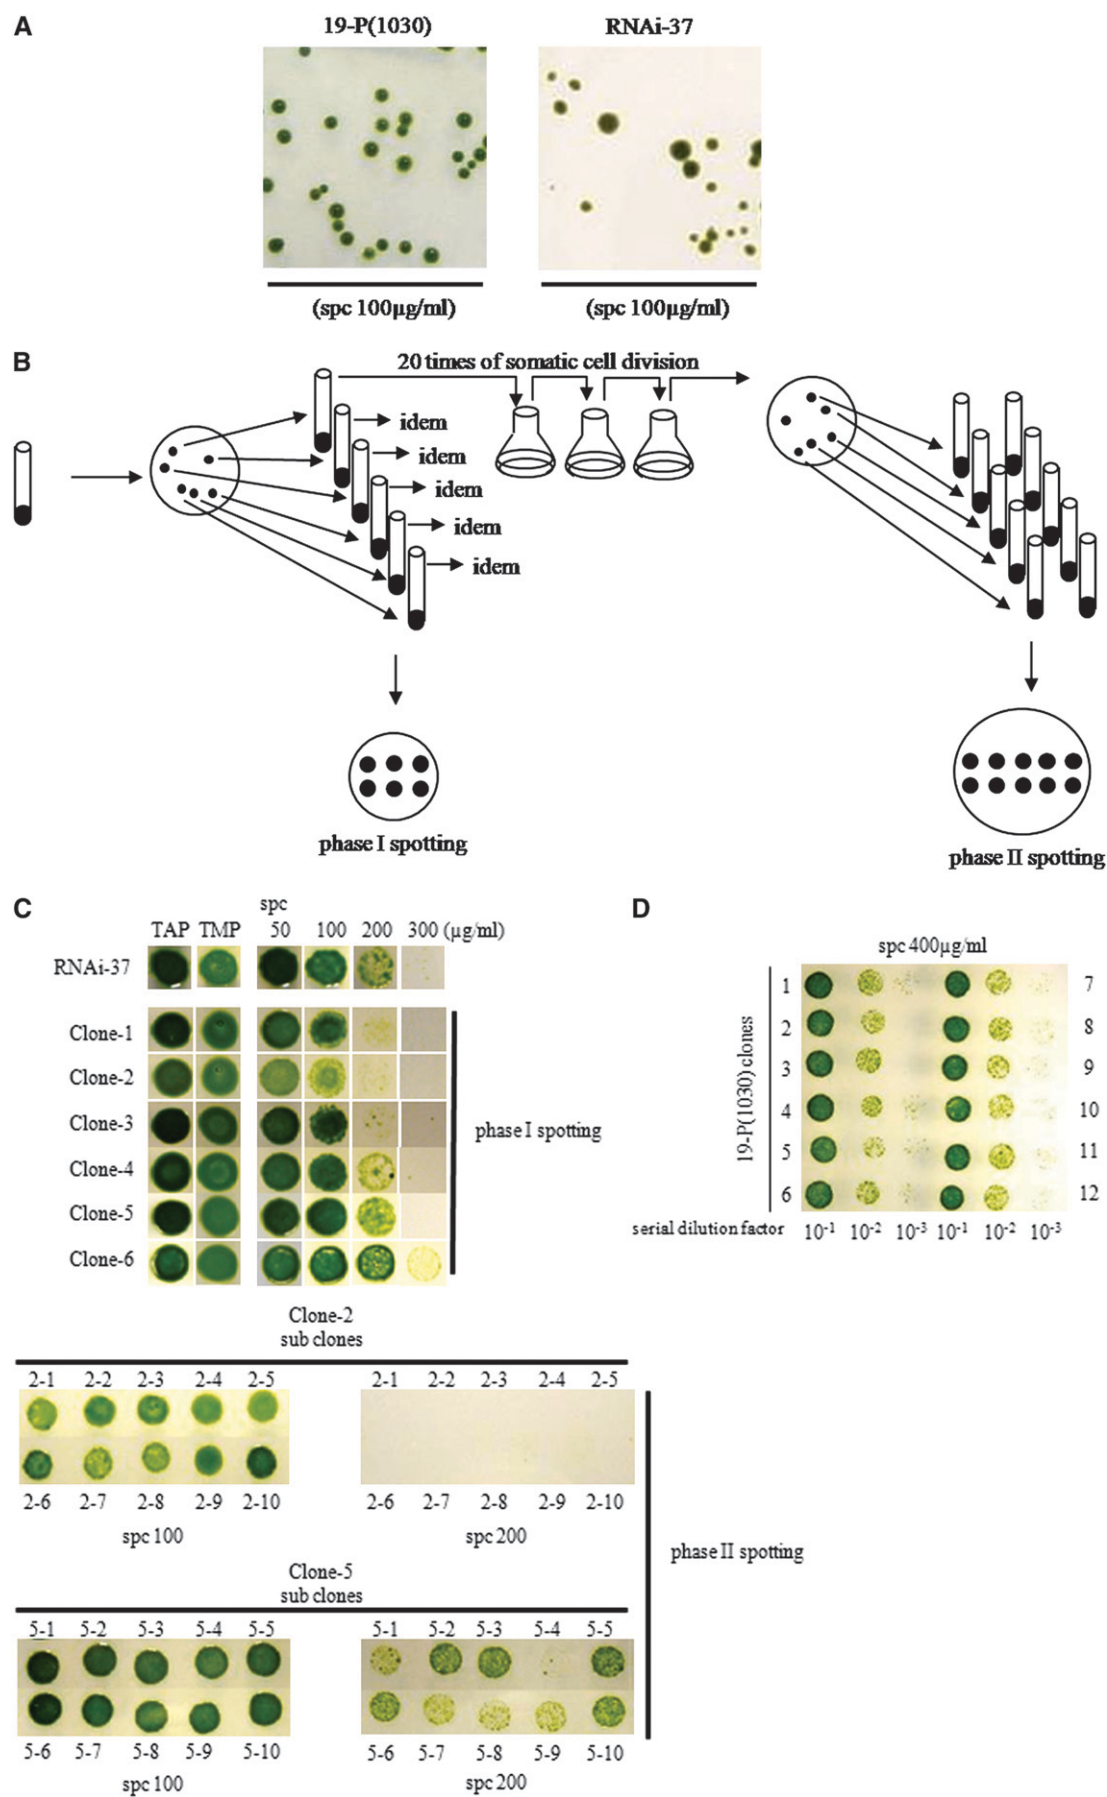 A
19-P(1030)
RNAi-37
(spc 100µg/ml)
(spc 100µg/ml)
B
20 times of somatic cell division
idem
idem
idem
idem
idem
phase I spotting
phase II spotting
C
spc
TAP TMP 50 100 200 300 (µg/ml)
RNAi-37
Clone-1
Clone-2
Clone-3
Clone-4
Clone-5
Clone-6
phase I spotting
D
spc 400µg/ml
19-P(1030) clones
1 7
2 8
3 9
4 10
5 11
6 12
serial dilution factor 10-1 10-2 10-3 10-1 10-2 10-3
Clone-2
sub clones
2-1 2-2 2-3 2-4 2-5 2-1 2-2 2-3 2-4 2-5
2-6 2-7 2-8 2-9 2-10 2-6 2-7 2-8 2-9 2-10
spc 100 spc 200
phase II spotting
Clone-5
sub clones
5-1 5-2 5-3 5-4 5-5 5-1 5-2 5-3 5-4 5-5
5-6 5-7 5-8 5-9 5-10 5-6 5-7 5-8 5-9 5-10
spc 100 spc 200